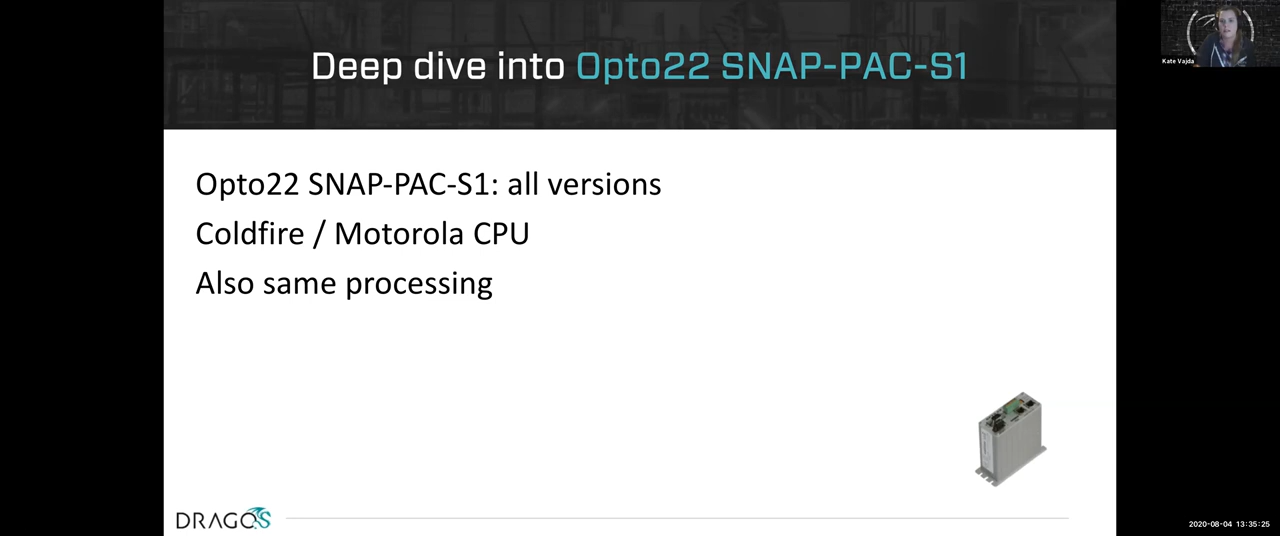 Deep dive into Opto22 SNAP-PAC-S1
Kate Vajda
Opto22 SNAP-PAC-S1: all versions
Coldfire / Motorola CPU
Also same processing
DRAGOS
2020-08-04 13:35:25